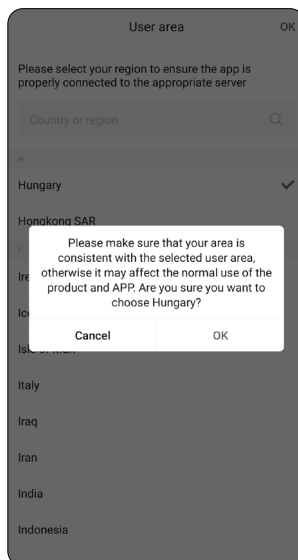 User area
OK
Please select your region to ensure the app is
properly connected to the appropriate server
Country or region
H
Hungary
Hongkong SAR
I
Please make sure that your area is
consistent with the selected user area,
otherwise it may affect the normal use of the
product and APP. Are you sure you want to
choose Hungary?
Cancel
OK
Isle of Man
Italy
Iraq
Iran
India
Indonesia